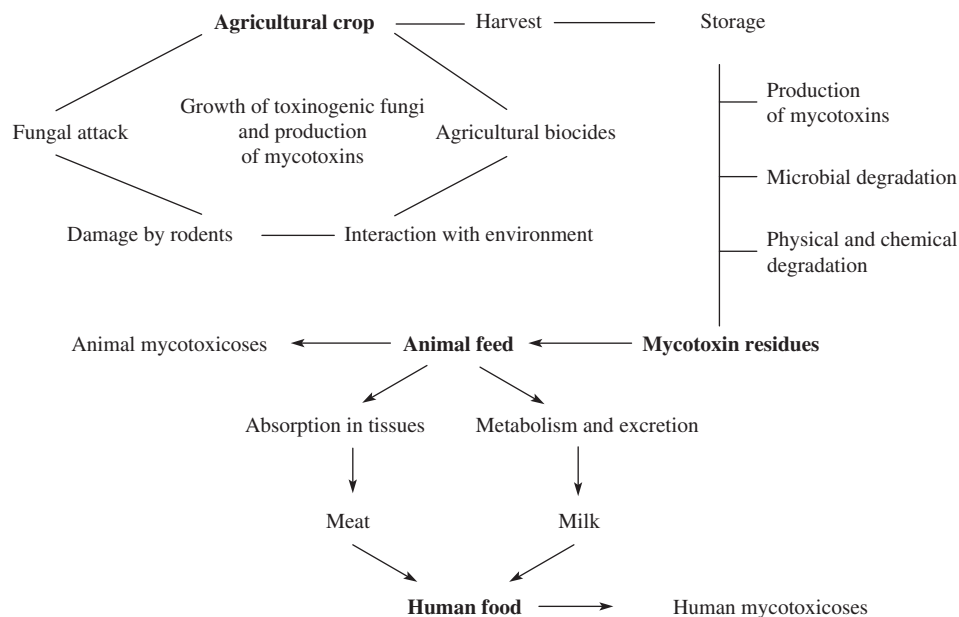 Agricultural crop
Harvest
Storage
Production
of mycotoxins
Growth of toxinogenic fungi
and production
of mycotoxins
Fungal attack
Agricultural biocides
Microbial degradation
Damage by rodents
Interaction with environment
Physical and chemical
degradation
Animal mycotoxicoses
Animal feed
Mycotoxin residues
Absorption in tissues
Metabolism and excretion
Meat
Milk
Human food
Human mycotoxicoses